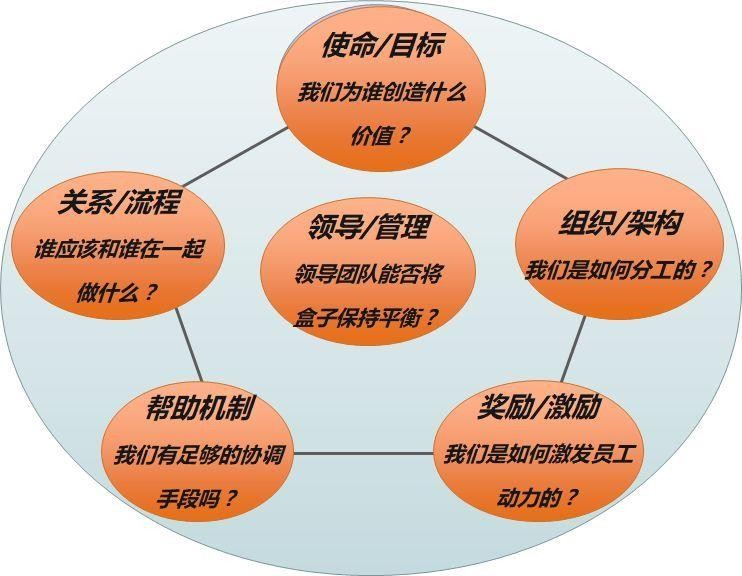 使命/目标
我们为谁创造什么
价值？
关系/流程
谁应该和谁在一起
做什么？
领导/管理
领导团队能否将
盒子保持平衡？
组织/架构
我们是如何分工的？
帮助机制
我们有足够的协调
手段吗？
奖励/激励
我们是如何激发员工
动力的？